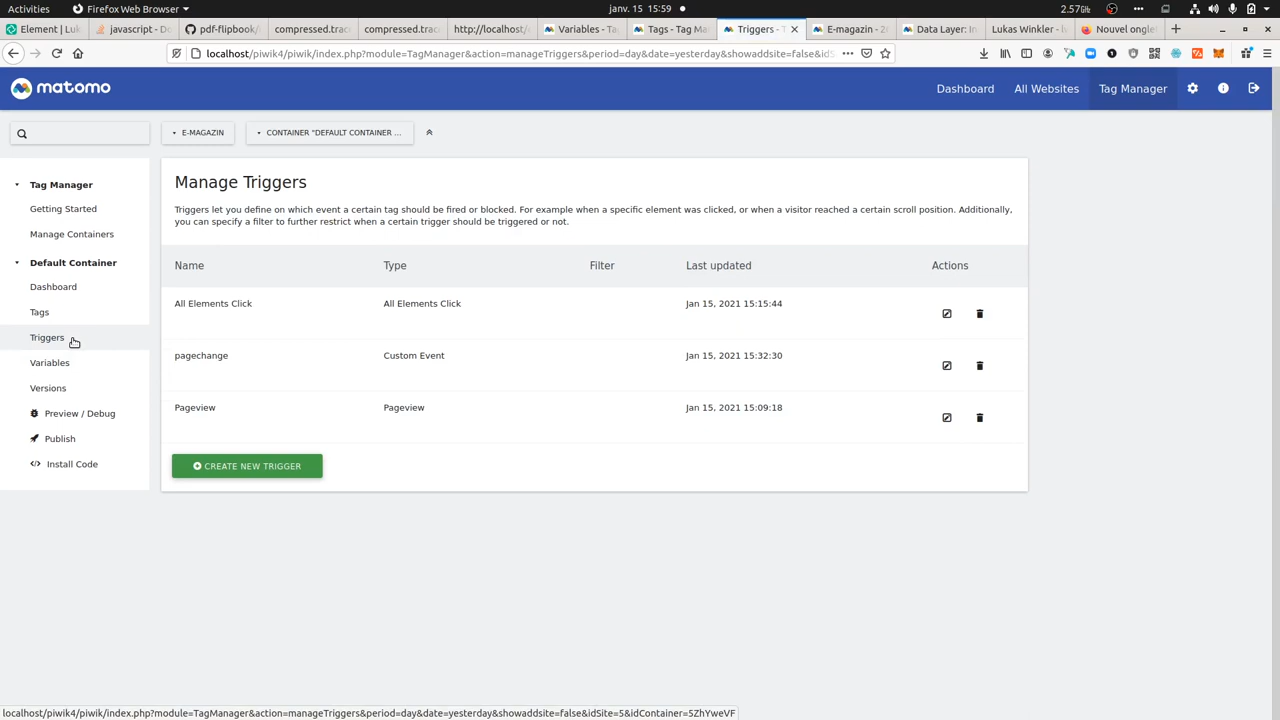 Activities
Firefox Web Browser
janv. 15 15:59
2.57
Element | Luk
javascript - Do
pdf-flipbook/
compressed.trac
compressed.trac
http://localhost/
Variables - Ta
Tags - Tag Ma
Triggers - T
E-magazin - 2
Data Layer: In
Lukas Winkler - 
Nouvel onglet
localhost/piwik4/piwik/index.php?module=TagManager&action=manageTriggers&period=day&date=yesterday&showaddsite=false&idS
matomo
Dashboard
All Websites
Tag Manager
E-MAGAZIN
CONTAINER "DEFAULT CONTAINER ...
Tag Manager
Getting Started
Manage Containers
Default Container
Dashboard
Tags
Triggers
Variables
Versions
Preview / Debug
Publish
Install Code
Manage Triggers
Triggers let you define on which event a certain tag should be fired or blocked. For example when a specific element was clicked, or when a visitor reached a certain scroll position. Additionally,
you can specify a filter to further restrict when a certain trigger should be triggered or not.
Name Type Filter Last updated Actions
All Elements Click All Elements Click Jan 15, 2021 15:15:44
pagechange Custom Event Jan 15, 2021 15:32:30
Pageview Pageview Jan 15, 2021 15:09:18
CREATE NEW TRIGGER
localhost/piwik4/piwik/index.php?module=TagManager&action=manageTriggers&period=day&date=yesterday&showaddsite=false&idSite=5&idContainer=5ZhYweVF